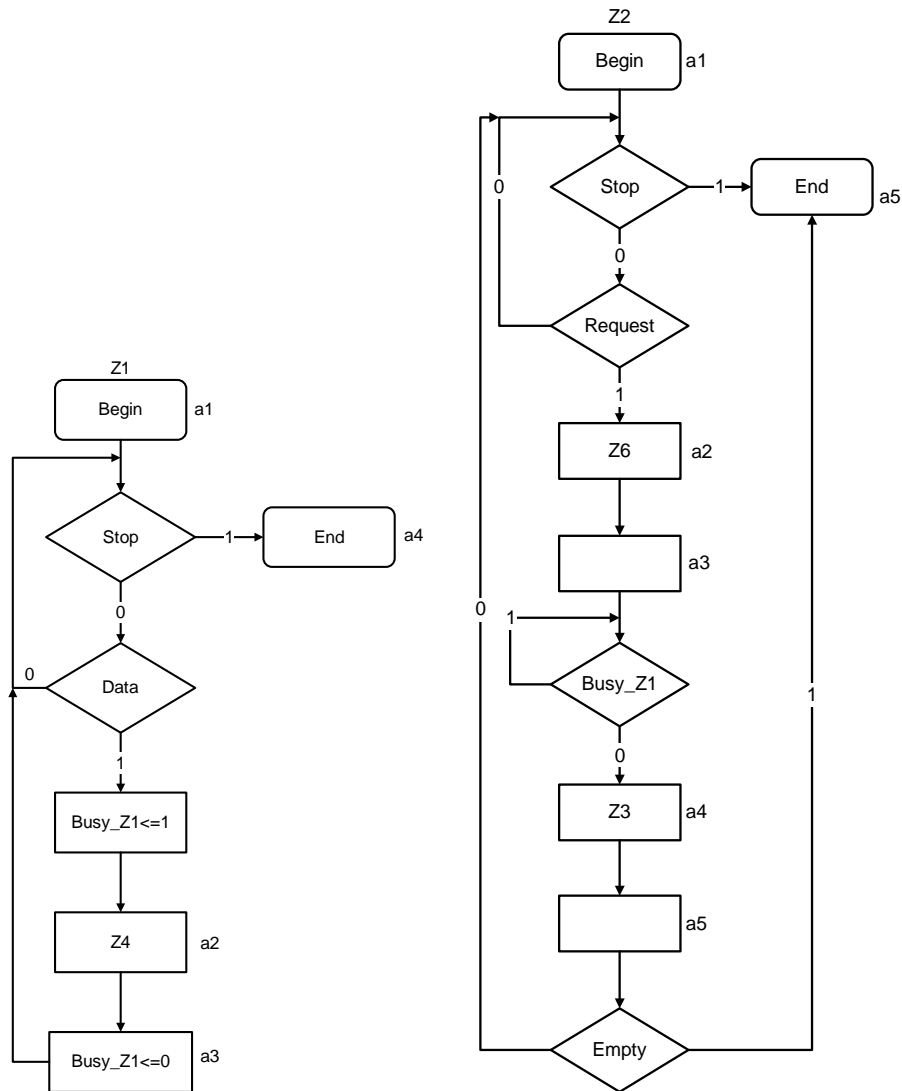 Z1
Begin
a1
Stop
1
End
a4
0
Data
0
1
Busy_Z1<=1
Z4
a2
Busy_Z1<=0
a3
Z2
Begin
a1
Stop
1
End
a5
0
0
Request
1
Z6
a2
a3
0
1
Busy_Z1
1
0
Z3
a4
a5
Empty